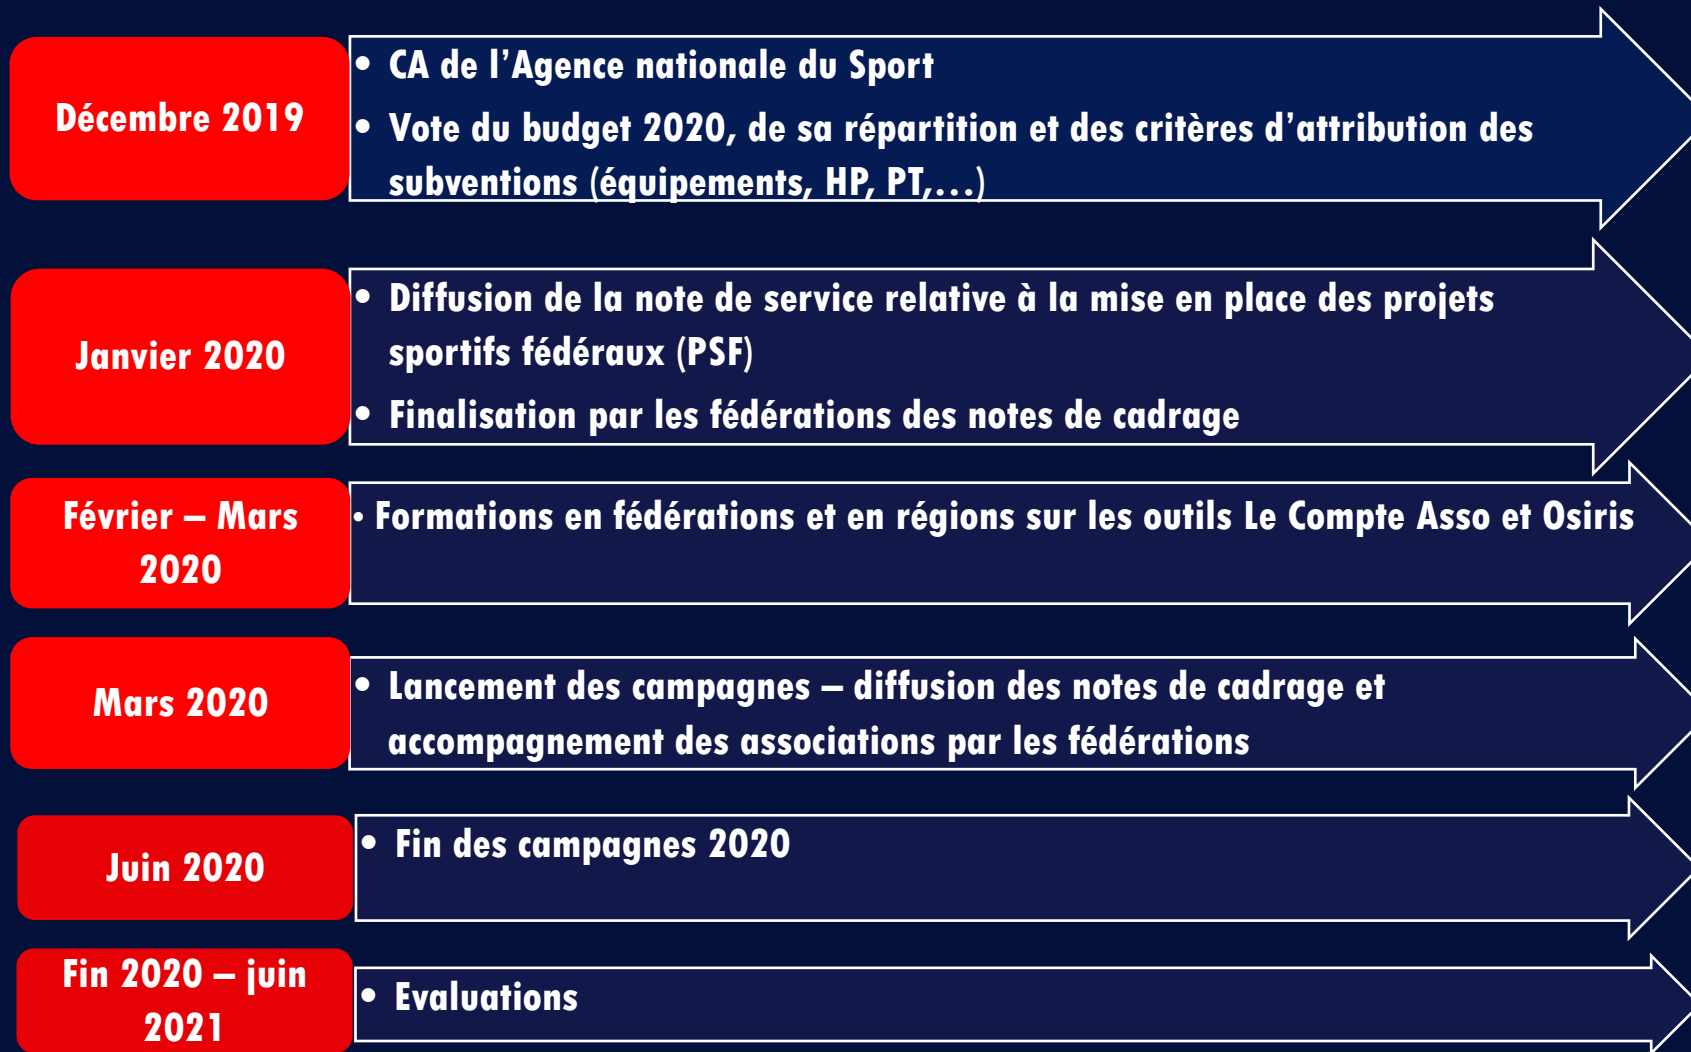 Décembre 2019
• CA de l’Agence nationale du Sport
• Vote du budget 2020, de sa répartition et des critères d’attribution des
subventions (équipements, HP, PT,…)
Janvier 2020
• Diffusion de la note de service relative à la mise en place des projets
sportifs fédéraux (PSF)
• Finalisation par les fédérations des notes de cadrage
Février – Mars
2020
• Formations en fédérations et en régions sur les outils Le Compte Asso et Osiris
Mars 2020
• Lancement des campagnes – diffusion des notes de cadrage et
accompagnement des associations par les fédérations
Juin 2020
• Fin des campagnes 2020
Fin 2020 – juin
2021
• Evaluations